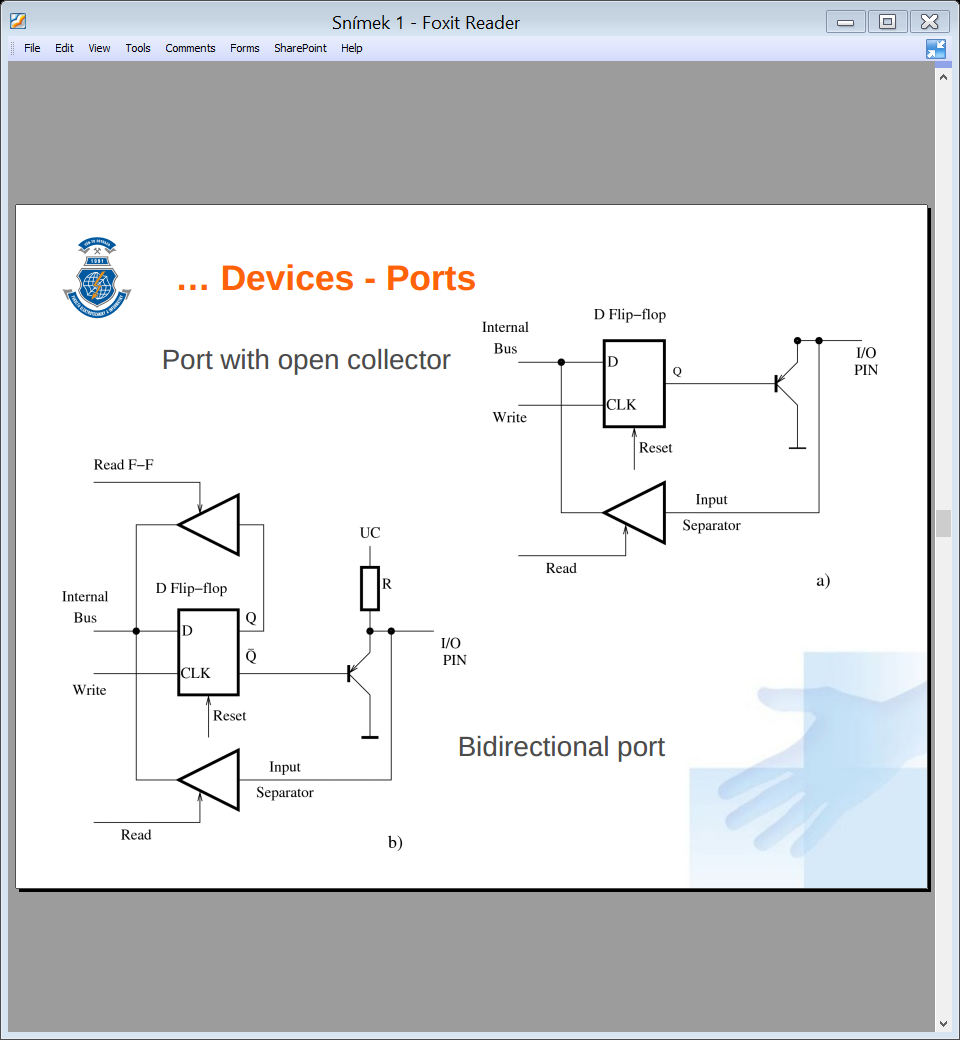 Snímek 1 - Foxit Reader
File Edit View Tools Comments Forms SharePoint Help
1991
... Devices - Ports
Port with open collector
D Flip-flop
Internal
Bus
D
Q
CLK
Write
Reset
I/O
PIN
Input
Separator
Read
a)
Read F-F
UC
R
D Flip-flop
Internal
Bus
D
Q
Q̅
CLK
Write
Reset
I/O
PIN
Input
Separator
Read
b)
Bidirectional port